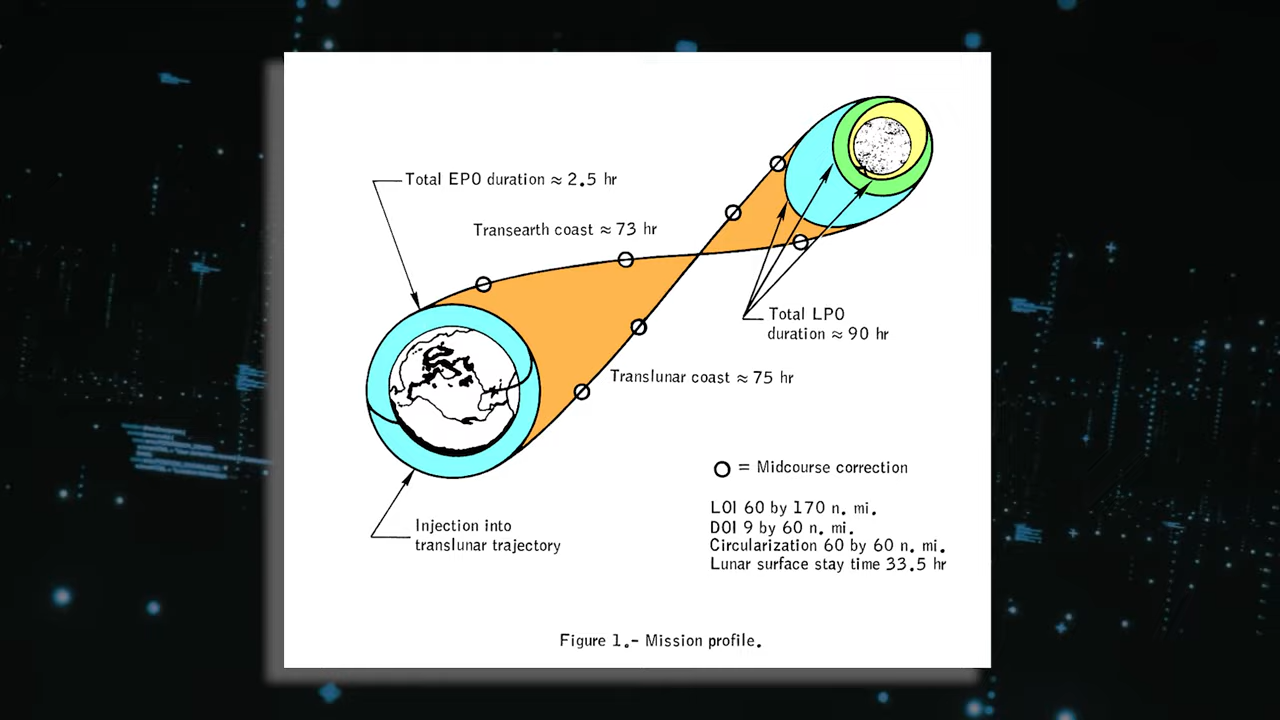 Total EPO duration ≈ 2.5 hr
Transearth coast ≈ 73 hr
Total LPO
duration ≈ 90 hr
Translunar coast ≈ 75 hr
= Midcourse correction
LOI 60 by 170 n. mi.
DOI 9 by 60 n. mi.
Circularization 60 by 60 n. mi.
Lunar surface stay time 33.5 hr
Injection into
translunar trajectory
Figure 1.- Mission profile.